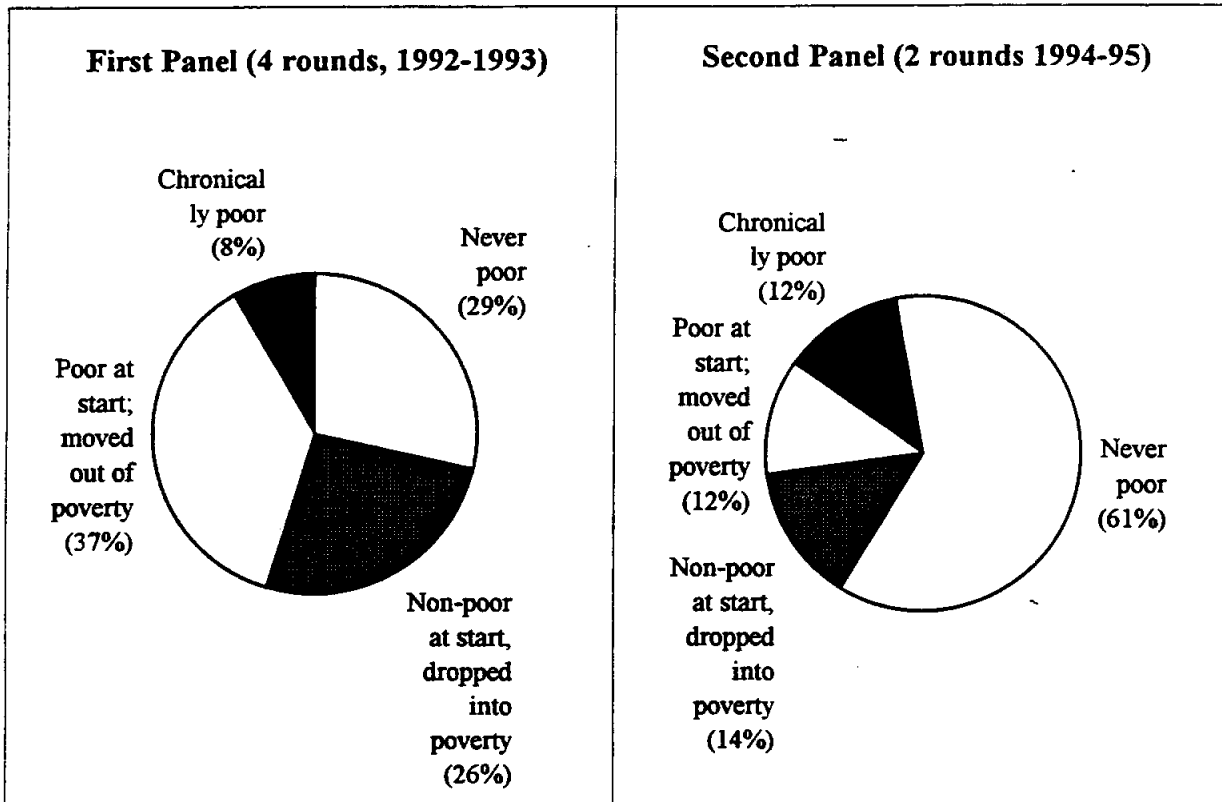 First Panel (4 rounds, 1992-1993)
Chronical
ly poor
(8%)
Never
poor
(29%)
Poor at
start;
moved
out of
poverty
(37%)
Non-poor
at start,
dropped
into
poverty
(26%)
Second Panel (2 rounds 1994-95)
Chronical
ly poor
(12%)
Poor at
start;
moved
out of
poverty
(12%)
Never
poor
(61%)
Non-poor
at start,
dropped
into
poverty
(14%)